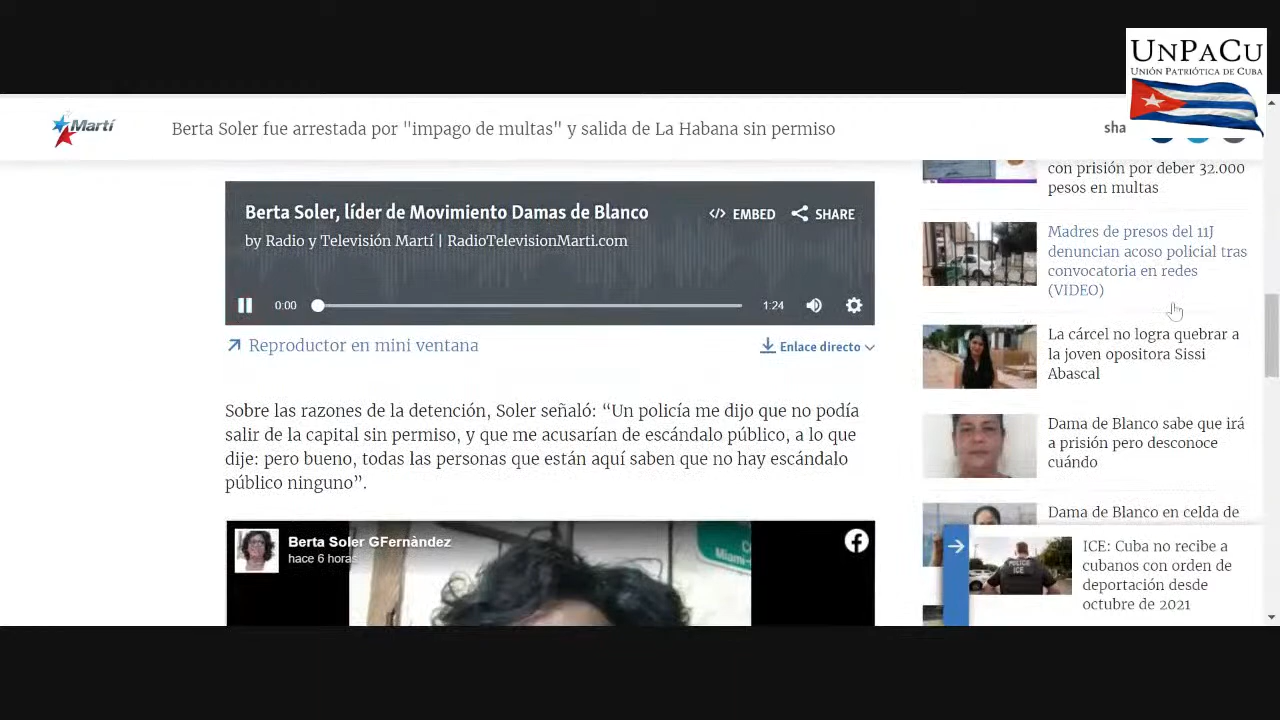 UNPACU
UNIÓN PATRIÓTICA DE CUBA
Martí
Berta Soler fue arrestada por "impago de multas" y salida de La Habana sin permiso
sha
Berta Soler, líder de Movimiento Damas de Blanco
by Radio y Televisión Martí | RadioTelevisionMarti.com
</> EMBED
SHARE
0:00
1:24
Reproductor en mini ventana
Enlace directo
Sobre las razones de la detención, Soler señaló: “Un policía me dijo que no podía
salir de la capital sin permiso, y que me acusarían de escándalo público, a lo que
dije: pero bueno, todas las personas que están aquí saben que no hay escándalo
público ninguno”.
Berta Soler GFernàndez
hace 6 horas
Miami-
con prisión por deber 32.000
pesos en multas
Madres de presos del 11J
denuncian acoso policial tras
convocatoria en redes
(VIDEO)
La cárcel no logra quebrar a
la joven opositora Sissi
Abascal
Dama de Blanco sabe que irá
a prisión pero desconoce
cuándo
Dama de Blanco en celda de
POLICE
ICE
ICE: Cuba no recibe a
cubanos con orden de
deportación desde
octubre de 2021